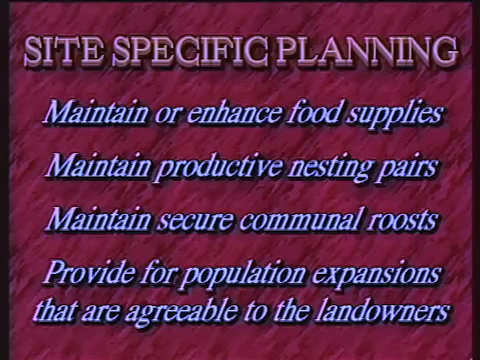 SITE SPECIFIC PLANNING
Maintain or enhance food supplies
Maintain productive nesting pairs
Maintain secure communal roosts
Provide for population expansions
that are agreeable to the landowners